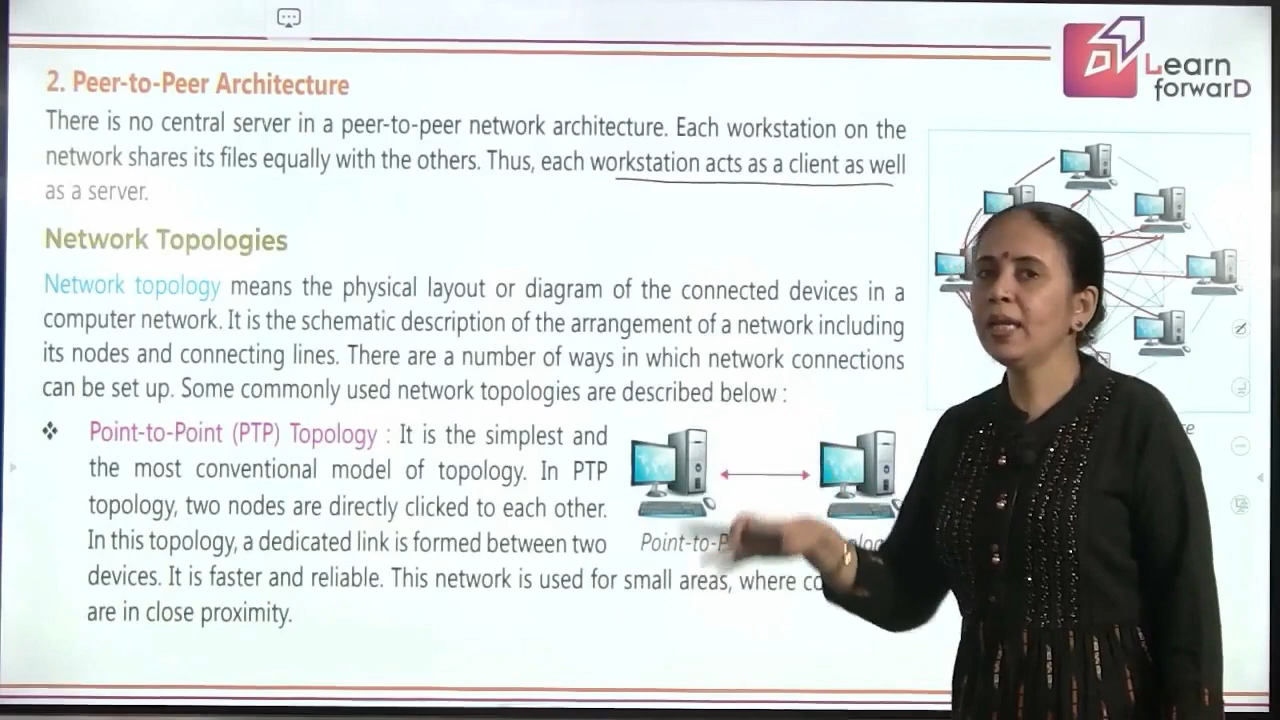 Learn
forwarD
2. Peer-to-Peer Architecture
There is no central server in a peer-to-peer network architecture. Each workstation on the
network shares its files equally with the others. Thus, each workstation acts as a client as well
as a server.
Network Topologies
Network topology means the physical layout or diagram of the connected devices in a
computer network. It is the schematic description of the arrangement of a network including
its nodes and connecting lines. There are a number of ways in which network connections
can be set up. Some commonly used network topologies are described below :
❖ Point-to-Point (PTP) Topology : It is the simplest and
the most conventional model of topology. In PTP
topology, two nodes are directly clicked to each other.
In this topology, a dedicated link is formed between two
devices. It is faster and reliable. This network is used for small areas, where
are in close proximity.
Point-to-P